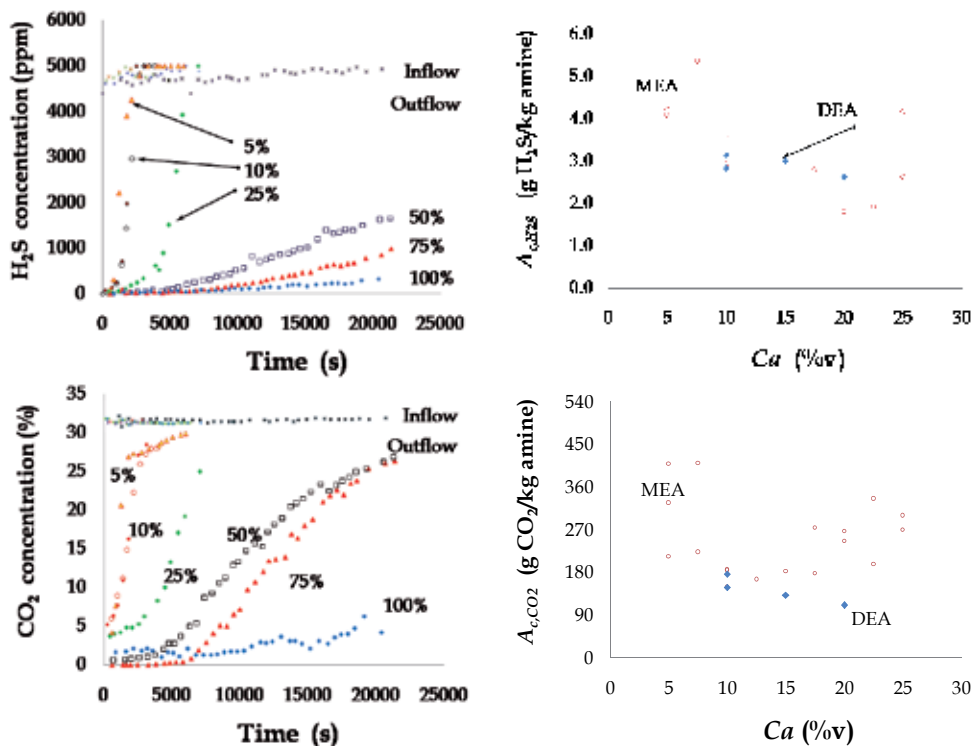 H₂S concentration (ppm)
6000
5000
4000
3000
2000
1000
0
Inflow
Outflow
5%
10%
25%
50%
75%
100%
0 5000 10000 15000 20000 25000
Time (s)
6.0
5.0
4.0
3.0
2.0
1.0
0.0
MEA
DEA
0 5 10 15 20 25 30
Ca (%v)
CO₂ concentration (%)
35
30
25
20
15
10
5
0
Inflow
Outflow
5%
10%
25%
50%
75%
100%
0 5000 10000 15000 20000 25000
Time (s)
A_c,CO2 (g CO₂/kg amine)
540
450
360
270
180
90
0
MEA
DEA
0 5 10 15 20 25 30
Ca (%v)